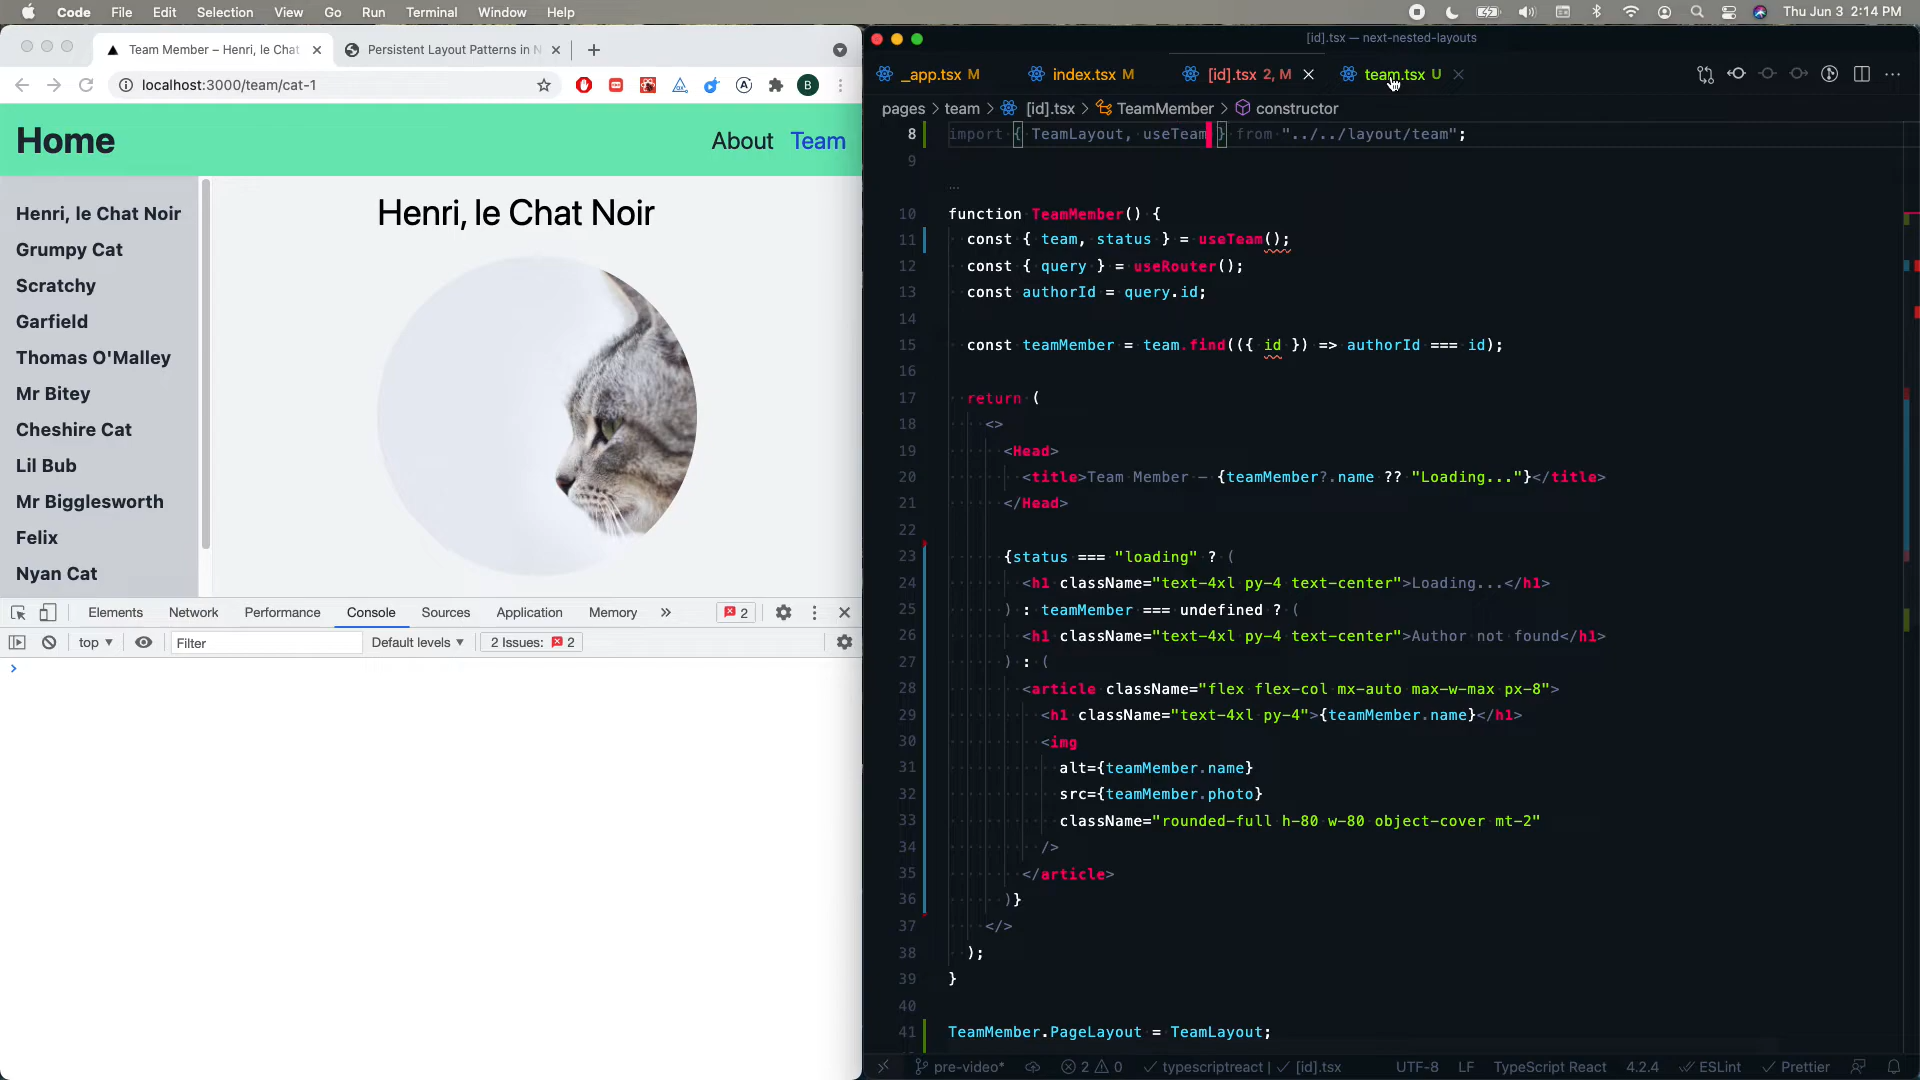 Code File Edit Selection View Go Run Terminal Window Help Thu Jun 3 2:14 PM
Team Member – Henri, le Chat
Persistent Layout Patterns in N
localhost:3000/team/cat-1
B
Home
About
Team
Henri, le Chat Noir
Grumpy Cat
Scratchy
Garfield
Thomas O'Malley
Mr Bitey
Cheshire Cat
Lil Bub
Mr Bigglesworth
Felix
Nyan Cat
Henri, le Chat Noir
Elements Network Performance Console Sources Application Memory » 2
top Filter Default levels 2 Issues: 2
[id].tsx — next-nested-layouts
_app.tsx M index.tsx M [id].tsx 2, M team.tsx U
pages > team > [id].tsx > TeamMember > constructor
8 import { TeamLayout, useTeam } from "../../layout/team";
9
...
10 function TeamMember() {
11 const { team, status } = useTeam();
12 const { query } = useRouter();
13 const authorId = query.id;
14
15 const teamMember = team.find(({ id }) => authorId === id);
16
17 return (
18 <>
19 <Head>
20 <title>Team Member – {teamMember?.name ?? "Loading..."}</title>
21 </Head>
22
23 {status === "loading" ? (
24 <h1 className="text-4xl py-4 text-center">Loading...</h1>
25 ) : teamMember === undefined ? (
26 <h1 className="text-4xl py-4 text-center">Author not found</h1>
27 ) : (
28 <article className="flex flex-col mx-auto max-w-max px-8">
29 <h1 className="text-4xl py-4">{teamMember.name}</h1>
30 <img
31 alt={teamMember.name}
32 src={teamMember.photo}
33 className="rounded-full h-80 w-80 object-cover mt-2"
34 />
35 </article>
36 )}
37 </>
38 );
39 }
40
41 TeamMember.PageLayout = TeamLayout;
pre-video* 2 0 typescriptreact | [id].tsx UTF-8 LF TypeScript React 4.2.4 ESLint Prettier